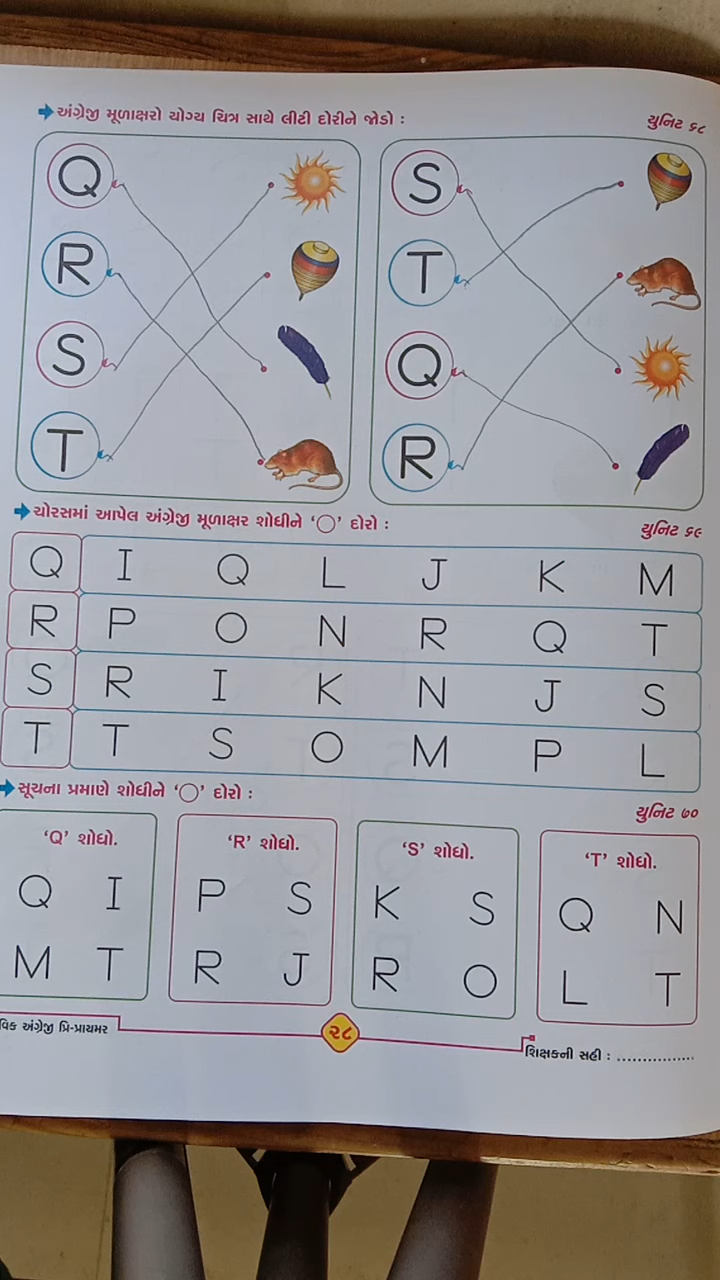 અંગ્રેજી મૂળાક્ષરો યોગ્ય ચિત્ર સાથે લીટી દોરીને જોડો :
યુનિટ ૬૮
Q
R
S
T
S
T
Q
R
ચોરસમાં આપેલ અંગ્રેજી મૂળાક્ષર શોધીને ‘○’ દોરો :
યુનિટ ૬૯
Q I Q L J K M
R P O N R Q T
S R I K N J S
T T S O M P L
સૂચના પ્રમાણે શોધીને ‘○’ દોરો :
યુનિટ ૭૦
‘Q’ શોધો.
Q I
M T
‘R’ શોધો.
P S
R J
‘S’ શોધો.
K S
R O
‘T’ શોધો.
Q N
L T
અંગ્રેજી પ્રિ-પ્રાયમર
૨૮
શિક્ષકની સહી : ................